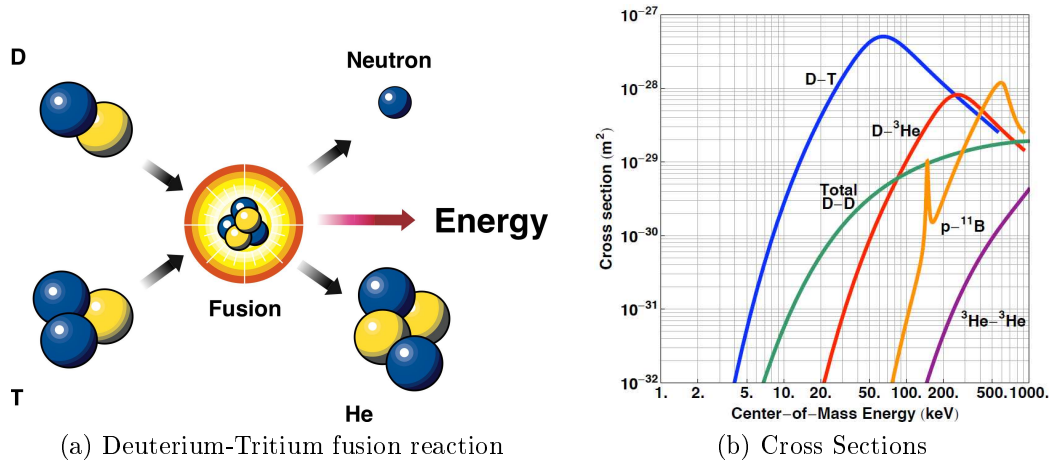 D
Neutron
Energy
Fusion
T
He
(a) Deuterium-Tritium fusion reaction
10⁻²⁷
10⁻²⁸
10⁻²⁹
10⁻³⁰
10⁻³¹
10⁻³²
Cross section (m²)
D–T
D–³He
Total
D–D
p–¹¹B
³He–³He
1. 2. 5. 10. 20. 50. 100. 200. 500. 1000.
Center–of–Mass Energy (keV)
(b) Cross Sections